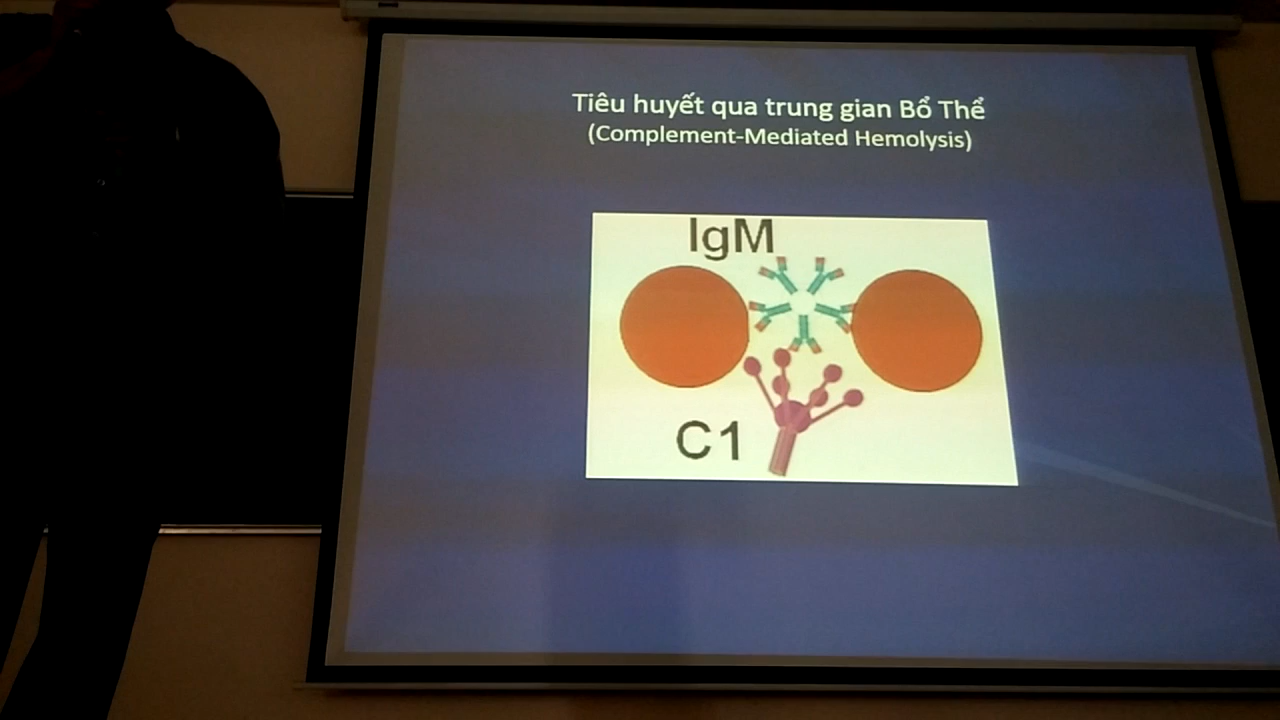 Tiêu huyết qua trung gian Bổ Thể
(Complement-Mediated Hemolysis)
IgM
C1